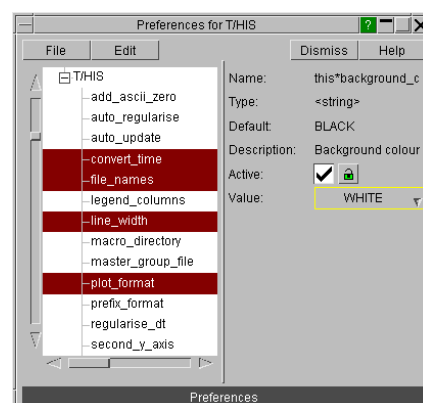 Preferences for T/HIS
?
File Edit Dismiss Help
T/HIS
add_ascii_zero
auto_regularise
auto_update
convert_time
file_names
legend_columns
line_width
macro_directory
master_group_file
plot_format
prefix_format
regularise_dt
second_y_axis
Name: this*background_c
Type: <string>
Default: BLACK
Description: Background colour
Active:
Value: WHITE
Preferences